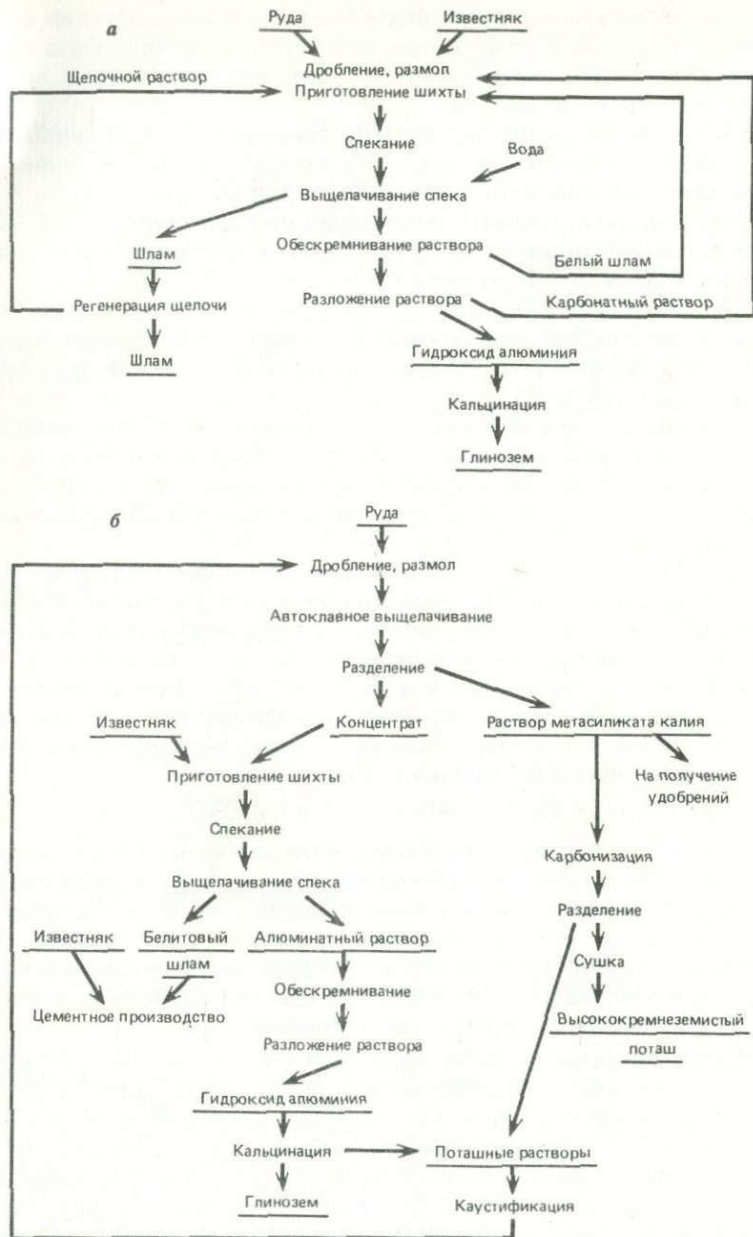 а
Руда
Известняк
Щелочной раствор
Дробление, размол
Приготовление шихты
Спекание
Вода
Выщелачивание спека
Шлам
Обескремнивание раствора
Белый шлам
Регенерация щелочи
Разложение раствора
Карбонатный раствор
Шлам
Гидроксид алюминия
Кальцинация
Глинозем
б
Руда
Дробление, размол
Автоклавное выщелачивание
Разделение
Известняк
Концентрат
Раствор метасиликата калия
Приготовление шихты
На получение
удобрений
Спекание
Карбонизация
Выщелачивание спека
Разделение
Известняк
Белитовый
шлам
Алюминатный раствор
Сушка
Обескремнивание
Цементное производство
Высококремнеземистый
поташ
Разложение раствора
Гидроксид алюминия
Кальцинация
Поташные растворы
Глинозем
Каустификация